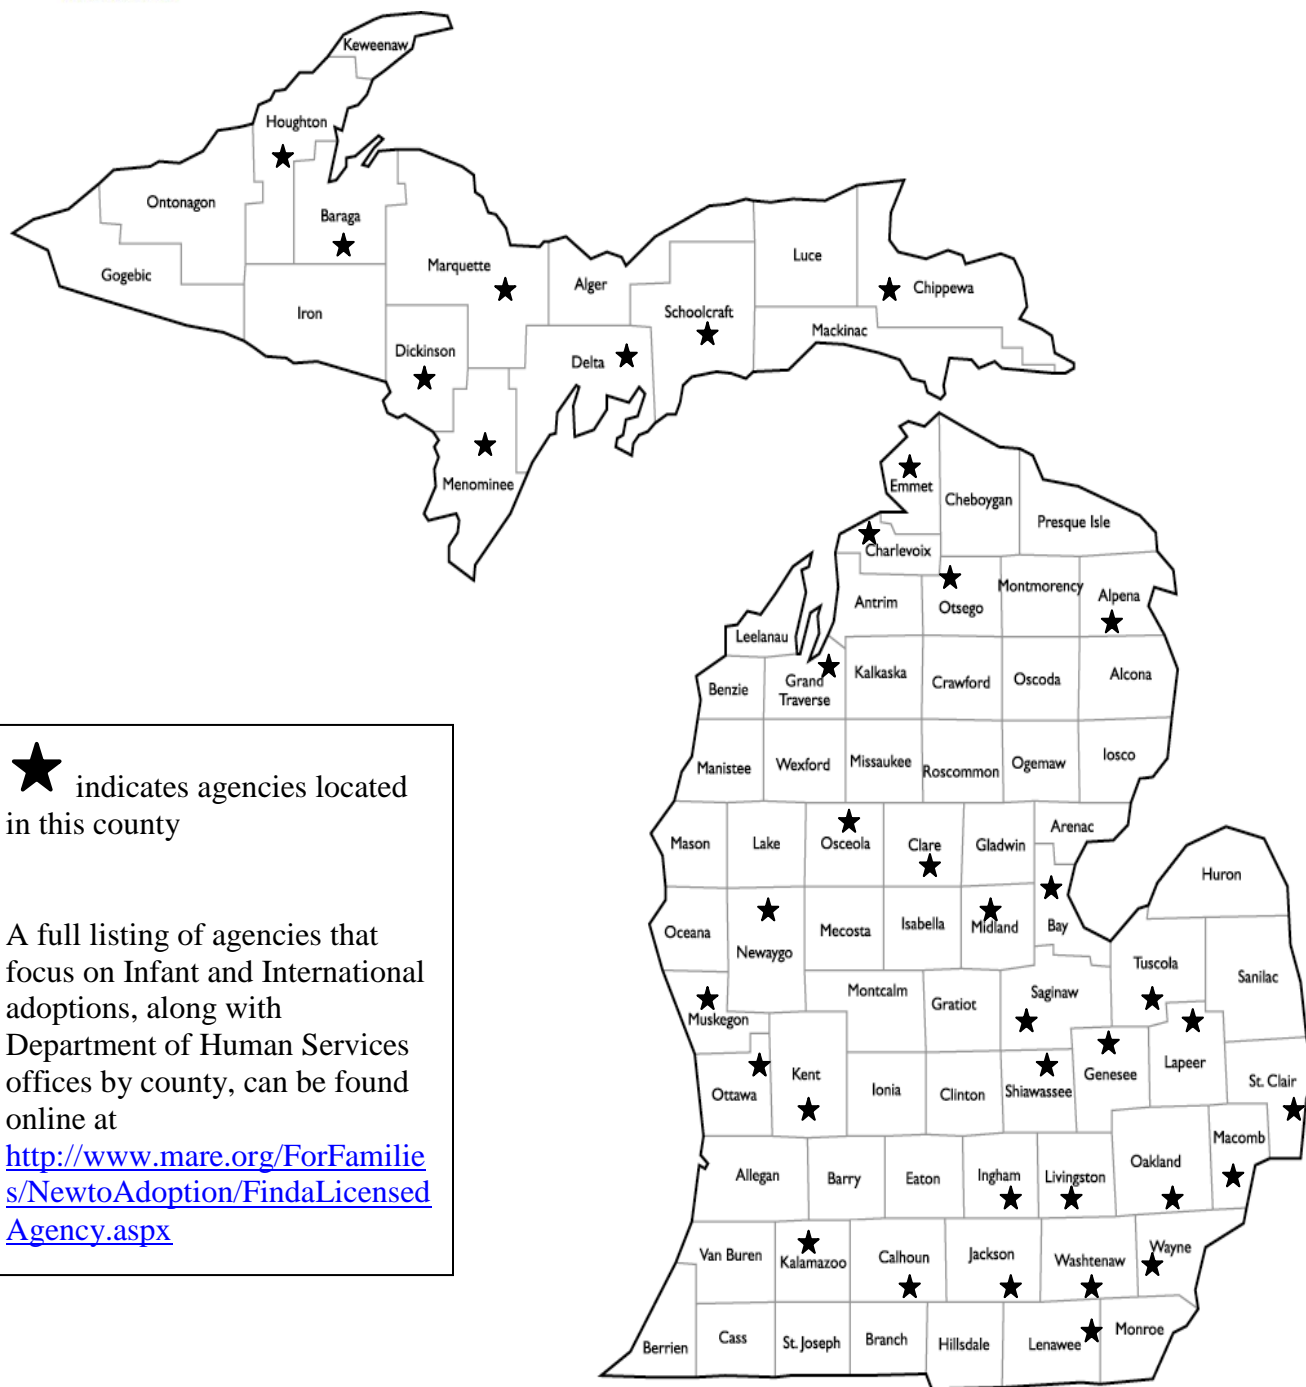 Keweenaw
Houghton
Ontonagon
Baraga
Gogebic
Marquette
Iron
Alger
Luce
Chippewa
Schoolcraft
Mackinac
Dickinson
Delta
Menominee
Emmet
Cheboygan
Presque Isle
Charlevoix
Antrim
Otsego
Montmorency
Alpena
Leelanau
Benzie
Grand
Traverse
Kalkaska
Crawford
Oscoda
Alcona
Manistee
Wexford
Missaukee
Roscommon
Ogemaw
Iosco
Mason
Lake
Osceola
Clare
Gladwin
Arenac
Huron
Oceana
Newaygo
Mecosta
Isabella
Midland
Bay
Tuscola
Sanilac
Muskegon
Montcalm
Gratiot
Saginaw
Ottawa
Kent
Ionia
Clinton
Shiawassee
Genesee
Lapeer
St. Clair
Allegan
Barry
Eaton
Ingham
Livingston
Oakland
Macomb
Van Buren
Kalamazoo
Calhoun
Jackson
Washtenaw
Wayne
Berrien
Cass
St. Joseph
Branch
Hillsdale
Lenawee
Monroe
indicates agencies located
in this county
A full listing of agencies that
focus on Infant and International
adoptions, along with
Department of Human Services
offices by county, can be found
online at
http://www.mare.org/ForFamilie
s/NewtoAdoption/FindaLicensed
Agency.aspx